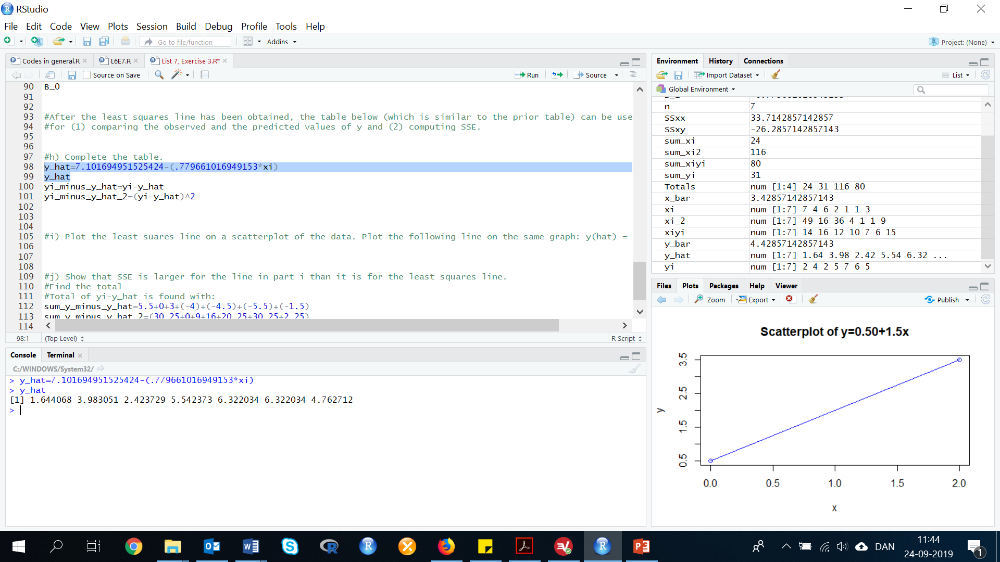 RStudio
File Edit Code View Plots Session Build Debug Profile Tools Help
Go to file/function Addins Project: (None)
Codes in general.R L6E7.R List 7, Exercise 3.R*
Source on Save Run Source
90 B_0
91
92
93 #After the least squares line has been obtained, the table below (which is similar to the prior table) can be use
94 #for (1) comparing the observed and the predicted values of y and (2) computing SSE.
95
96
97 #h) Complete the table.
98 y_hat=7.101694951525424-(.779661016949153*xi)
99 y_hat
100 yi_minus_y_hat=yi-y_hat
101 yi_minus_y_hat_2=(yi-y_hat)^2
102
103
104
105 #i) Plot the least suares line on a scatterplot of the data. Plot the following line on the same graph: y(hat) =
106
107
108
109 #j) Show that SSE is larger for the line in part i than it is for the least squares line.
110 #Find the total
111 #Total of yi-y_hat is found with:
112 sum_y_minus_y_hat=5.5+0+3+(-4)+(-4.5)+(-5.5)+(-1.5)
113 sum_y_minus_y_hat_2=(30.25+0+9+16+20.25+30.25+2.25)
114
98:1 (Top Level) R Script
Console Terminal
C:/WINDOWS/System32/
> y_hat=7.101694951525424-(.779661016949153*xi)
> y_hat
[1] 1.644068 3.983051 2.423729 5.542373 6.322034 6.322034 4.762712
>
Environment History Connections
Import Dataset List
Global Environment
n 7
SSxx 33.7142857142857
SSxy -26.2857142857143
sum_xi 24
sum_xi2 116
sum_xiyi 80
sum_yi 31
Totals num [1:4] 24 31 116 80
x_bar 3.42857142857143
xi num [1:7] 7 4 6 2 1 1 3
xi_2 num [1:7] 49 16 36 4 1 1 9
xiyi num [1:7] 14 16 12 10 7 6 15
y_bar 4.42857142857143
y_hat num [1:7] 1.64 3.98 2.42 5.54 6.32 ...
yi num [1:7] 2 4 2 5 7 6 5
Files Plots Packages Help Viewer
Zoom Export Publish
Scatterplot of y=0.50+1.5x
3.5
2.5
y
1.5
0.5
0.0 0.5 1.0 1.5 2.0
x
DAN
11:44
24-09-2019
1